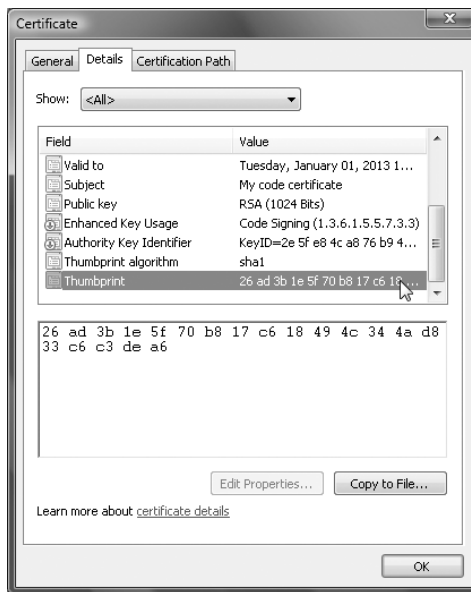 Certificate
General Details Certification Path
Show: <All>
Field Value
Valid to Tuesday, January 01, 2013 1...
Subject My code certificate
Public key RSA (1024 Bits)
Enhanced Key Usage Code Signing (1.3.6.1.5.5.7.3.3)
Authority Key Identifier KeyID=2e 5f e8 4c a8 76 b9 4...
Thumbprint algorithm sha1
Thumbprint 26 ad 3b 1e 5f 70 b8 17 c6 18 ...
26 ad 3b 1e 5f 70 b8 17 c6 18 49 4c 34 4a d8
33 c6 c3 de a6
Edit Properties... Copy to File...
Learn more about certificate details
OK